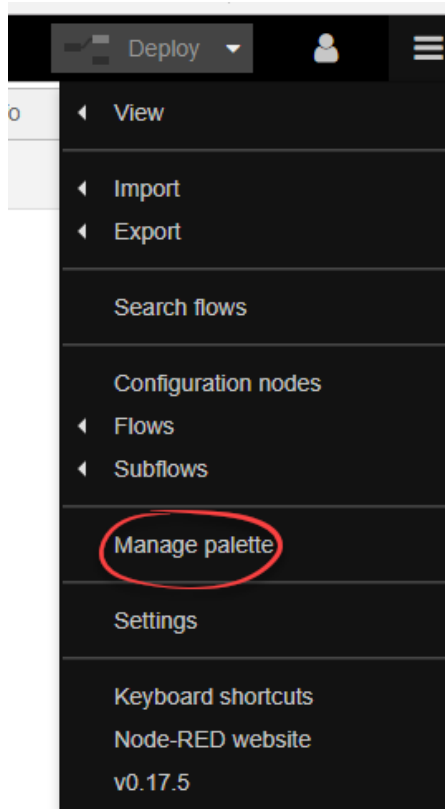 Deploy
View
Import
Export
Search flows
Configuration nodes
Flows
Subflows
Manage palette
Settings
Keyboard shortcuts
Node-RED website
v0.17.5